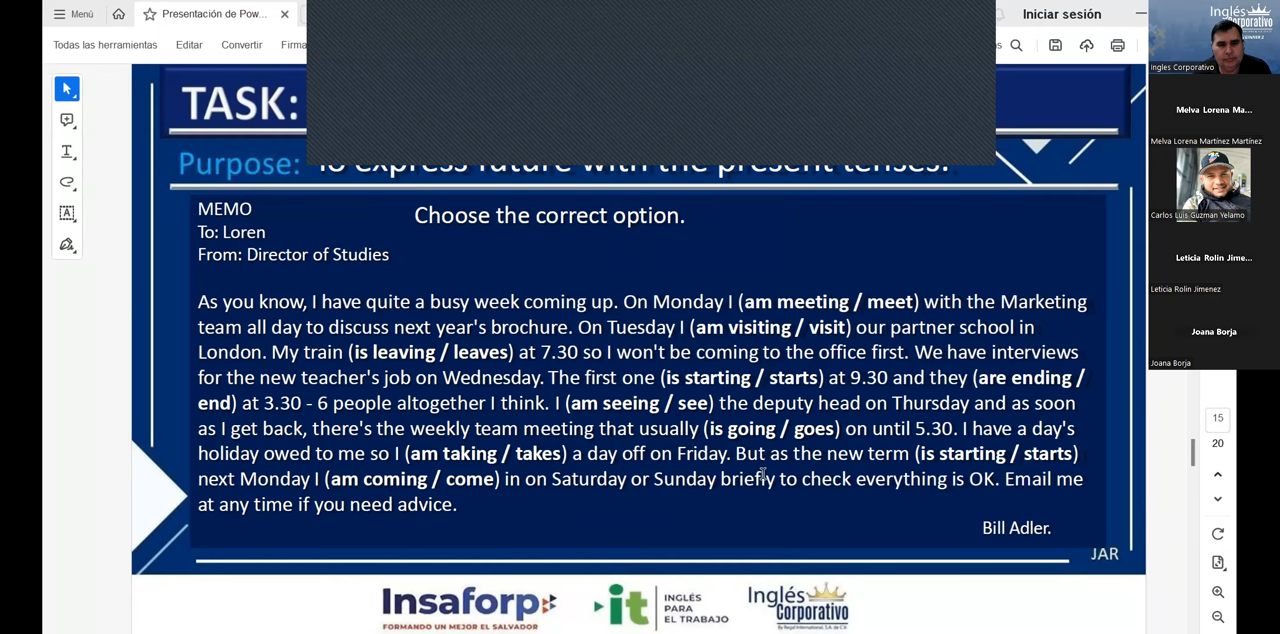 Menú
Presentación de Pow...
Iniciar sesión
Todas las herramientas
Editar
Convertir
Firma
TASK:
Purpose: To express future with the present tenses.
MEMO
Choose the correct option.
To: Loren
From: Director of Studies
As you know, I have quite a busy week coming up. On Monday I (am meeting / meet) with the Marketing
team all day to discuss next year's brochure. On Tuesday I (am visiting / visit) our partner school in
London. My train (is leaving / leaves) at 7.30 so I won't be coming to the office first. We have interviews
for the new teacher's job on Wednesday. The first one (is starting / starts) at 9.30 and they (are ending /
end) at 3.30 - 6 people altogether I think. I (am seeing / see) the deputy head on Thursday and as soon
as I get back, there's the weekly team meeting that usually (is going / goes) on until 5.30. I have a day's
holiday owed to me so I (am taking / takes) a day off on Friday. But as the new term (is starting / starts)
next Monday I (am coming / come) in on Saturday or Sunday briefly to check everything is OK. Email me
at any time if you need advice.
Bill Adler.
JAR
Insaforp
FORMANDO UN MEJOR EL SALVADOR
it
INGLÉS
PARA
EL TRABAJO
Inglés
Corporativo
15
20
Inglés
Corporativo
Ingles Corporativo
Melva Lorena Ma...
Melva Lorena Martínez Martínez
Carlos Luis Guzman Yelamo
Leticia Rolin Jime...
Leticia Rolin Jimenez
Joana Borja
Joana Borja